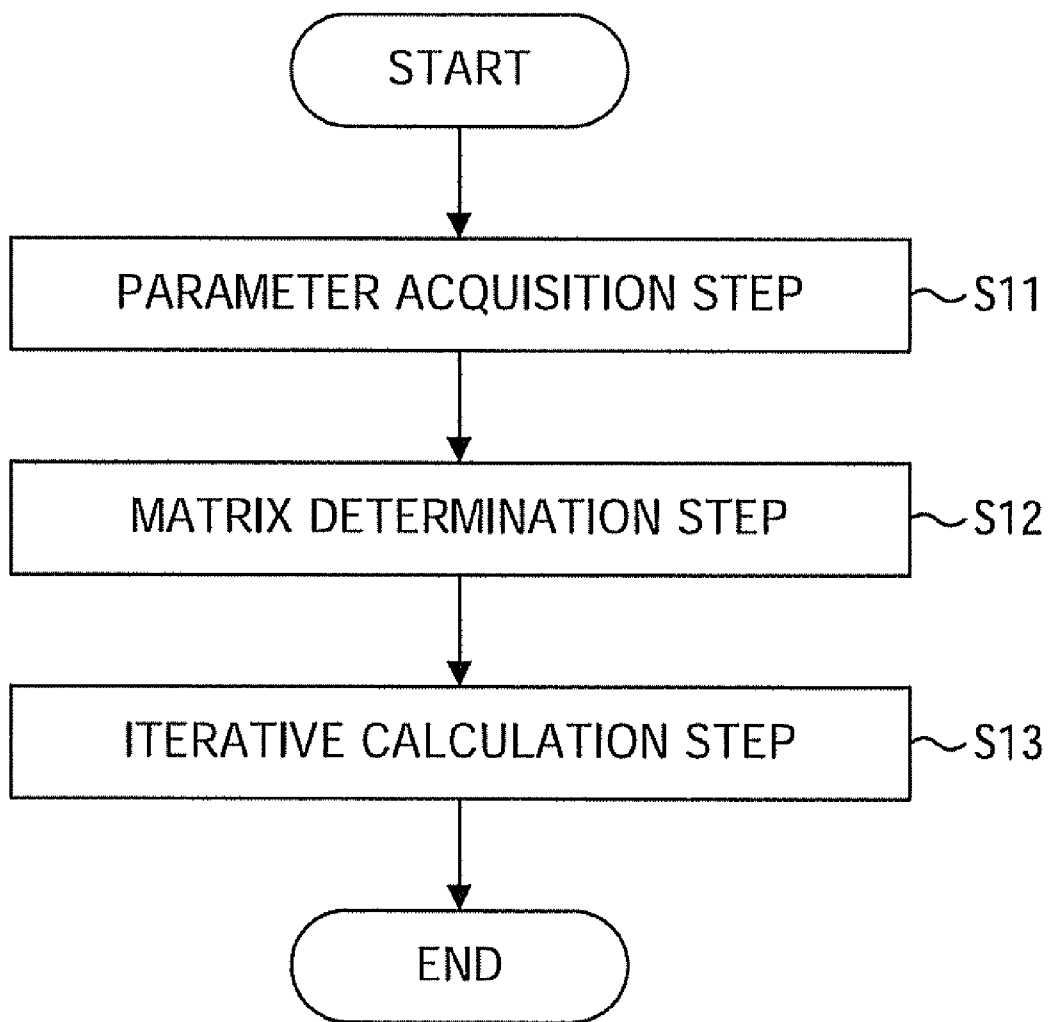 START
PARAMETER ACQUISITION STEP S11
MATRIX DETERMINATION STEP S12
ITERATIVE CALCULATION STEP S13
END